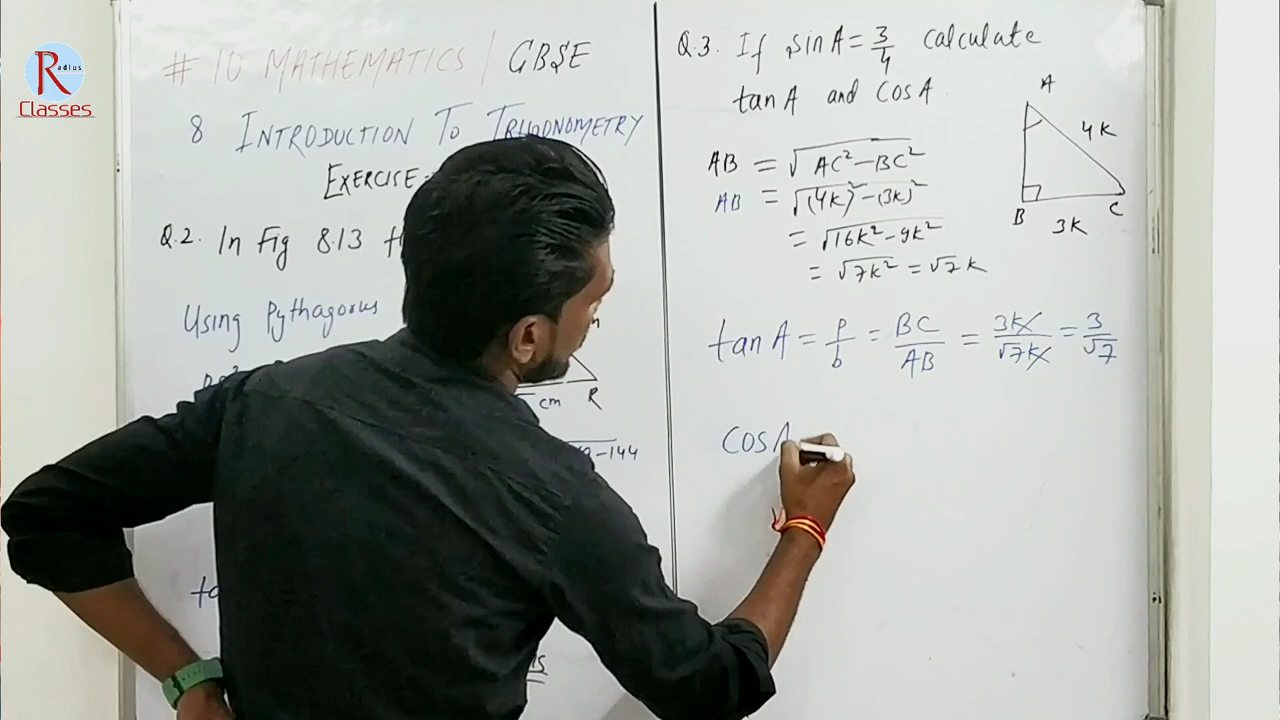 Radius
Classes
# 10 MATHEMATICS | CBSE
8 INTRODUCTION TO TRIGONOMETRY
EXERCISE-
Q.2. In Fig 8.13
Using Pythagorus
cm R
-144
Q.3. If sin A = 3/4 calculate
tan A and cos A.
A
4k
B C
3k
AB = √AC²-BC²
AB = √(4k)²-(3k)²
= √16k²-9k²
= √7k² = √7 k
tan A = P/b = BC/AB = 3k/√7k = 3/√7
cos A